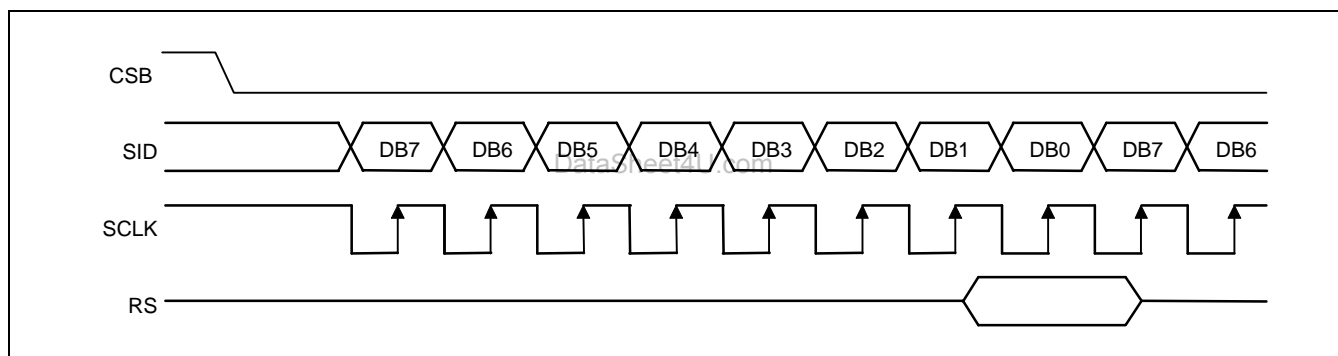 CSB
SID DB7 DB6 DB5 DB4 DB3 DB2 DB1 DB0 DB7 DB6
DataSheet4U.com
SCLK
RS